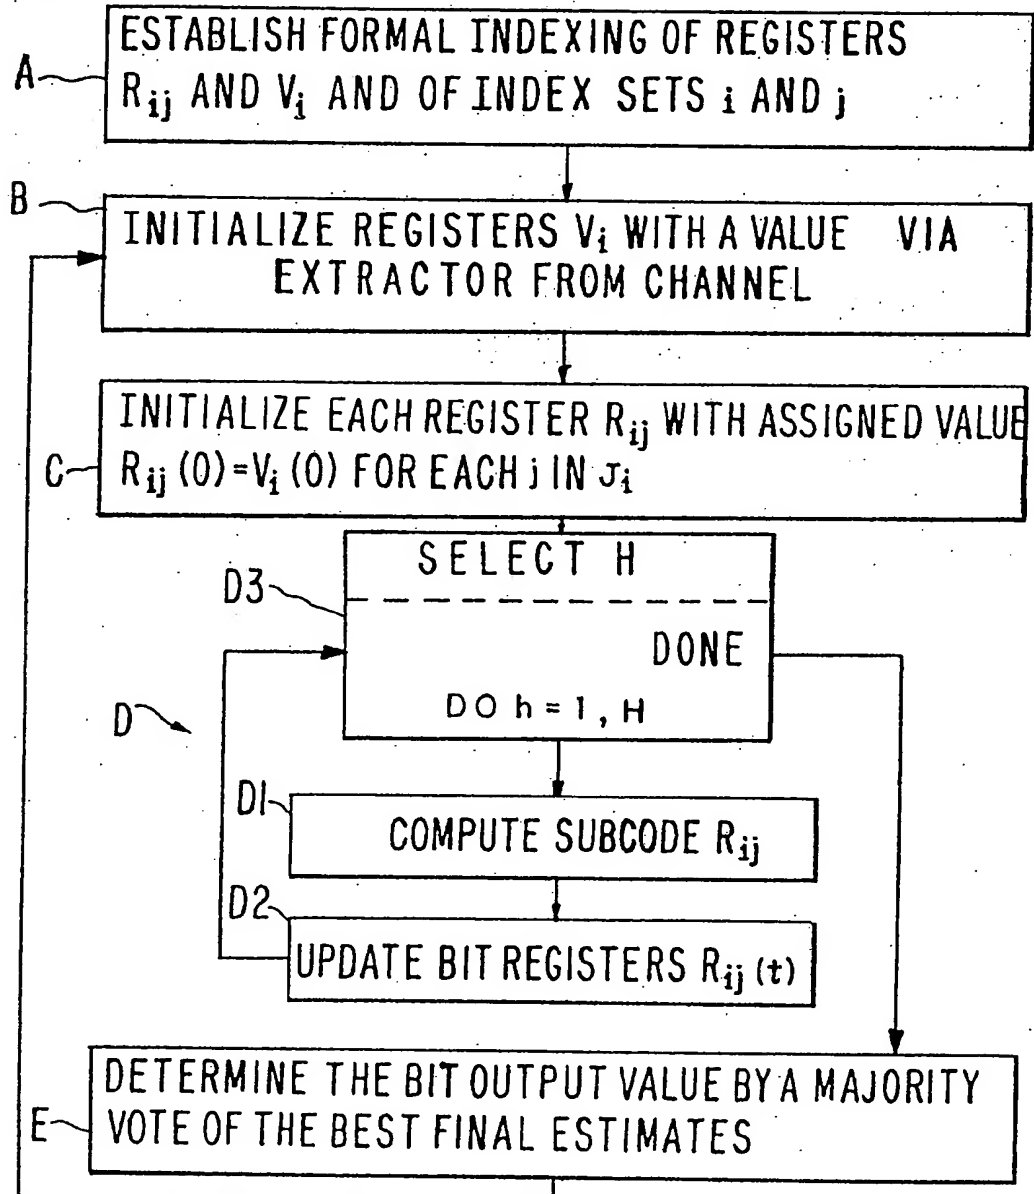 A
ESTABLISH FORMAL INDEXING OF REGISTERS
R_ij AND V_i AND OF INDEX SETS i AND j
B
INITIALIZE REGISTERS V_i WITH A VALUE VIA
EXTRACTOR FROM CHANNEL
C
INITIALIZE EACH REGISTER R_ij WITH ASSIGNED VALUE
R_ij (0)=V_i (0) FOR EACH j IN J_i
D3
SELECT H
DONE
DO h = 1, H
D
D1
COMPUTE SUBCODE R_ij
D2
UPDATE BIT REGISTERS R_ij (t)
E
DETERMINE THE BIT OUTPUT VALUE BY A MAJORITY
VOTE OF THE BEST FINAL ESTIMATES